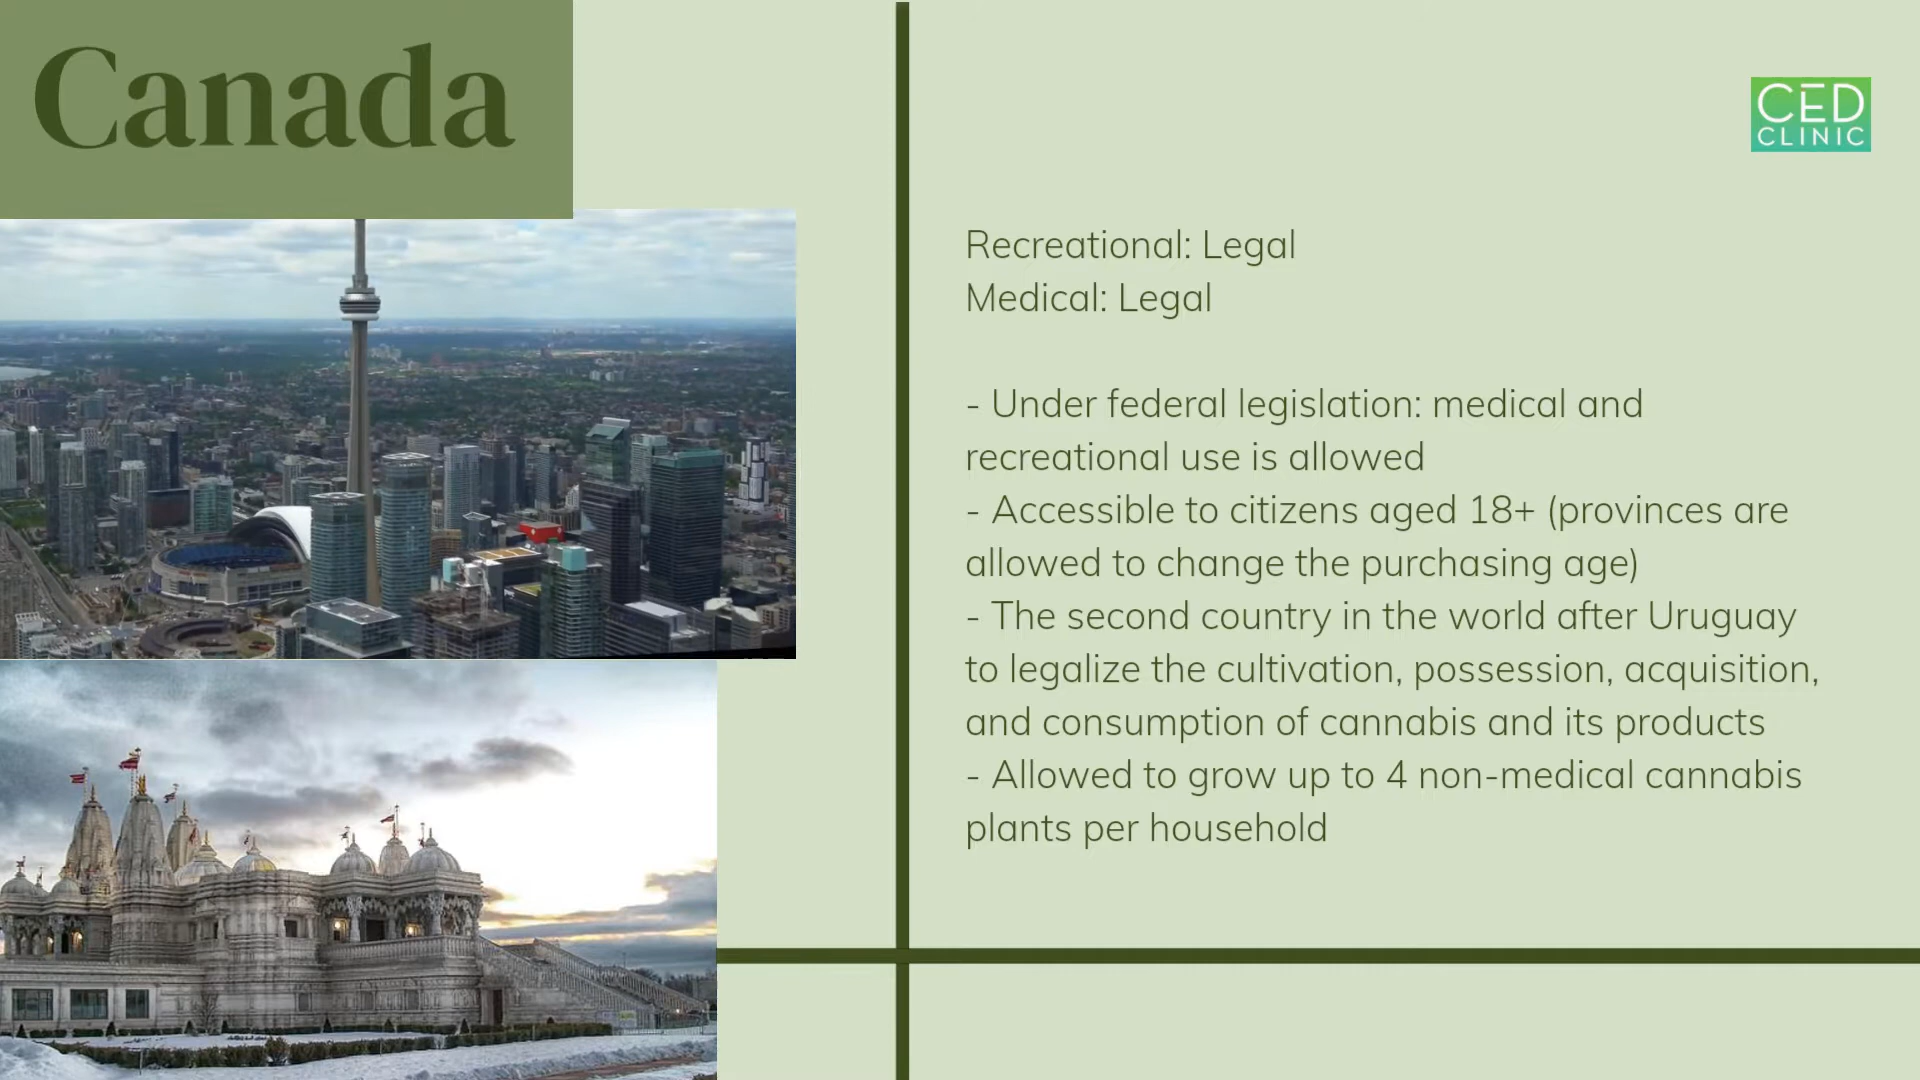 Canada
CED
CLINIC
Recreational: Legal
Medical: Legal
- Under federal legislation: medical and
recreational use is allowed
- Accessible to citizens aged 18+ (provinces are
allowed to change the purchasing age)
- The second country in the world after Uruguay
to legalize the cultivation, possession, acquisition,
and consumption of cannabis and its products
- Allowed to grow up to 4 non-medical cannabis
plants per household